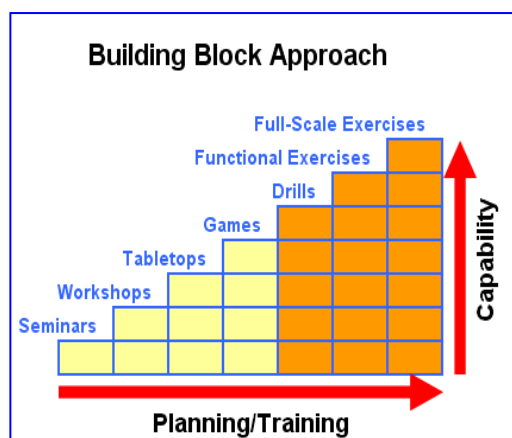 Building Block Approach
Full-Scale Exercises
Functional Exercises
Drills
Games
Tabletops
Workshops
Seminars
Capability
Planning/Training